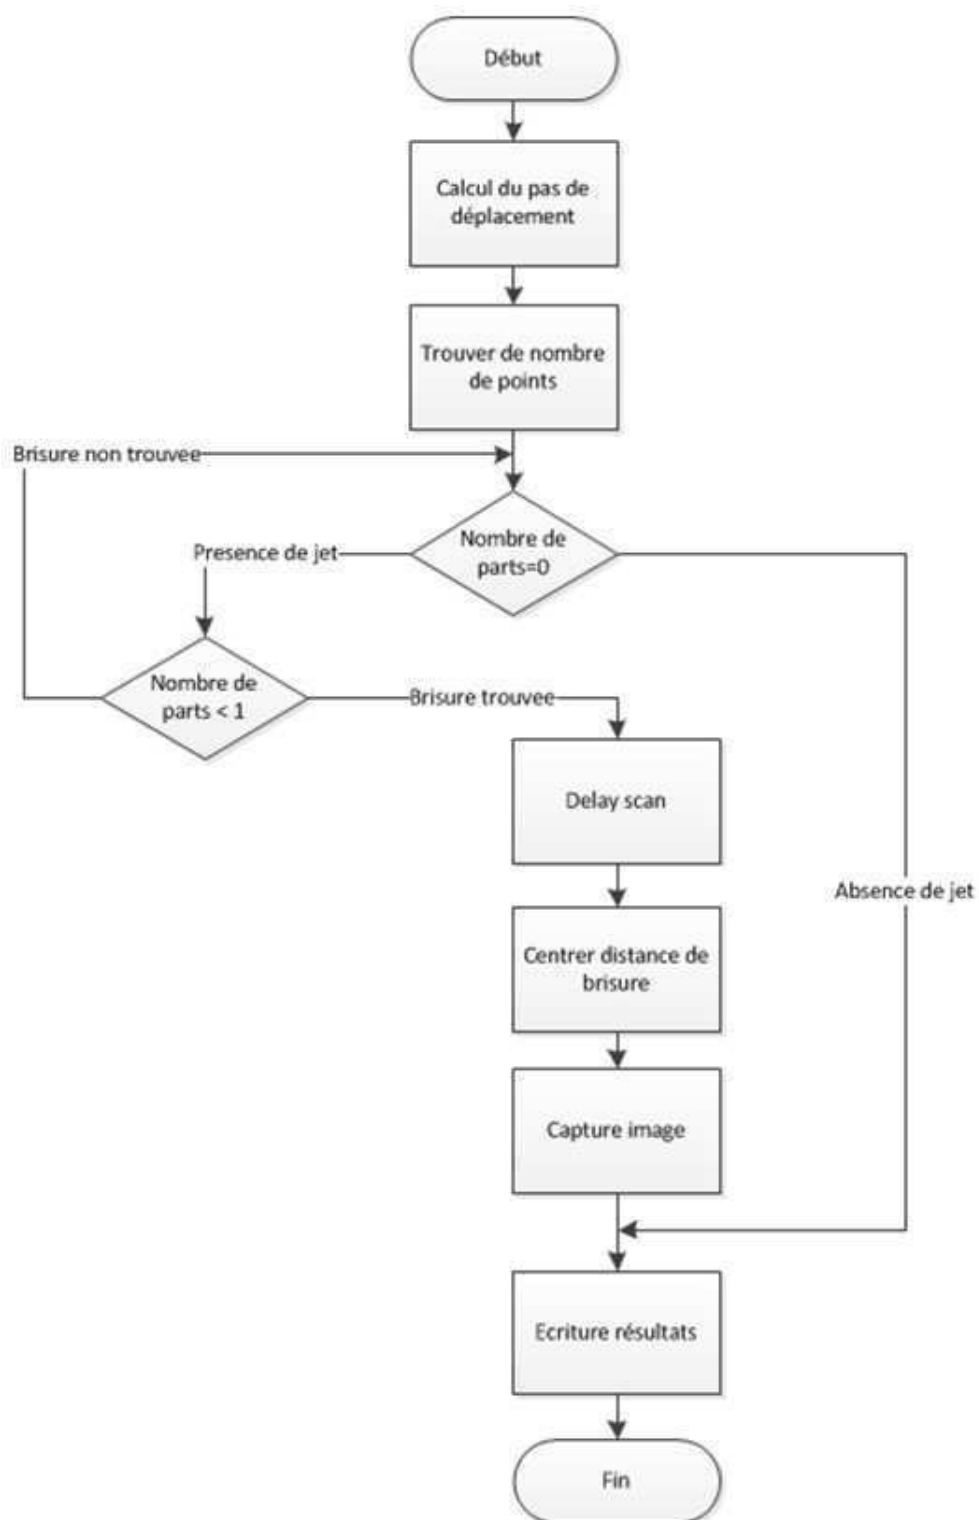 Début
Calcul du pas de
déplacement
Trouver de nombre
de points
Brisure non trouvee
Nombre de
parts=0
Presence de jet
Nombre de
parts < 1
Brisure trouvee
Delay scan
Absence de jet
Centrer distance de
brisure
Capture image
Ecriture résultats
Fin